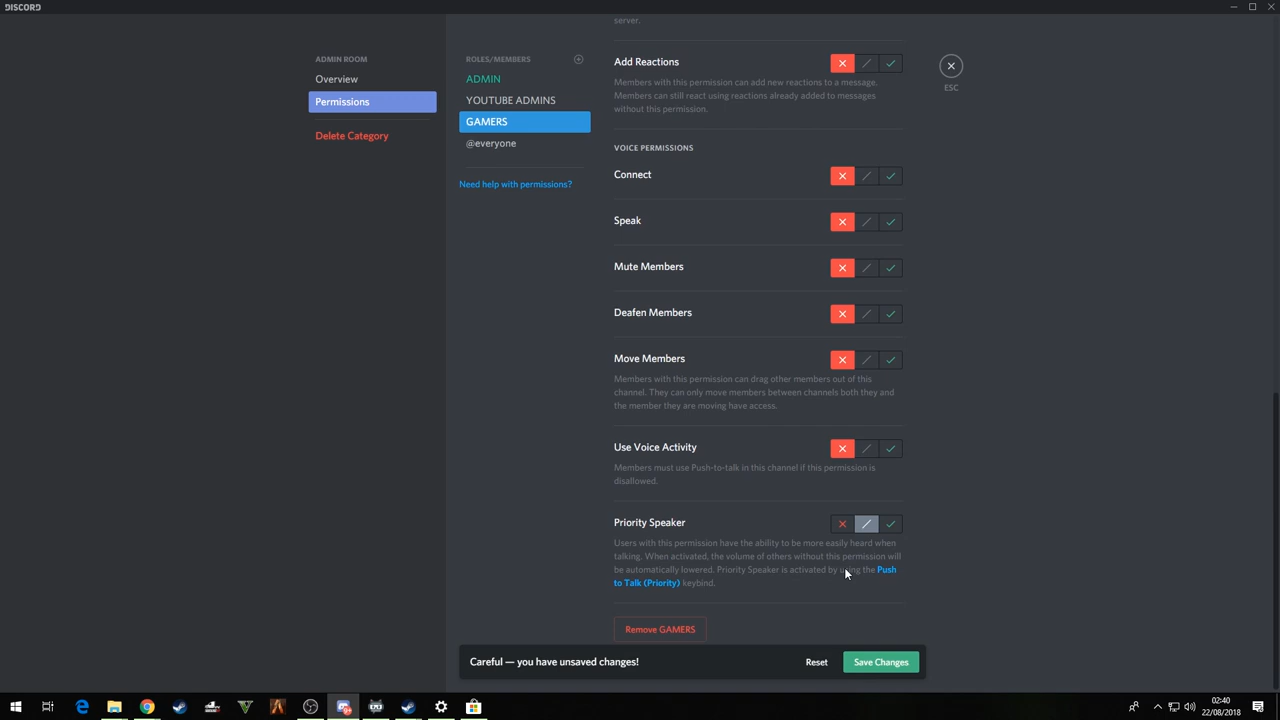 DISCORD
ADMIN ROOM
Overview
Permissions
Delete Category
ROLES/MEMBERS
ADMIN
YOUTUBE ADMINS
GAMERS
@everyone
Need help with permissions?
server.
Add Reactions
Members with this permission can add new reactions to a message.
Members can still react using reactions already added to messages
without this permission.
VOICE PERMISSIONS
Connect
Speak
Mute Members
Deafen Members
Move Members
Members with this permission can drag other members out of this
channel. They can only move members between channels both they and
the member they are moving have access.
Use Voice Activity
Members must use Push-to-talk in this channel if this permission is
disallowed.
Priority Speaker
Users with this permission have the ability to be more easily heard when
talking. When activated, the volume of others without this permission will
be automatically lowered. Priority Speaker is activated by using the Push
to Talk (Priority) keybind.
Remove GAMERS
ESC
Careful — you have unsaved changes!
Reset
Save Changes
02:40
22/08/2018